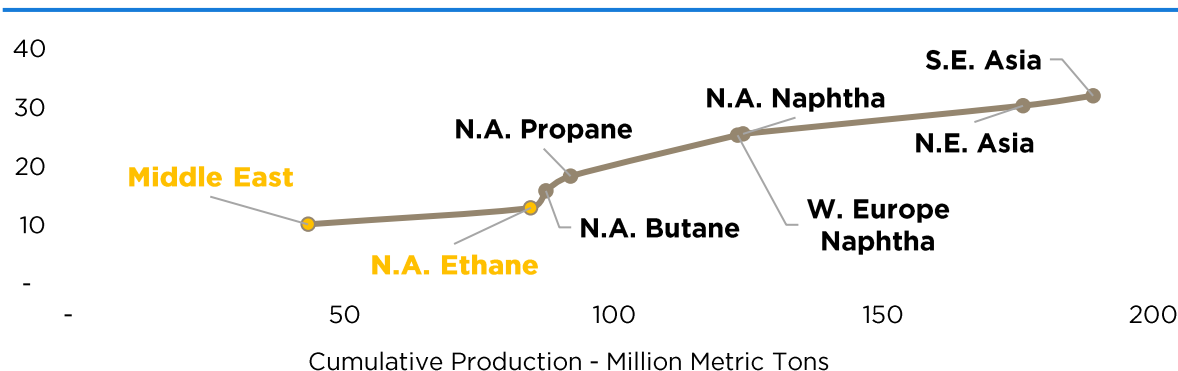 40
S.E. Asia
30
N.A. Naphtha
N.A. Propane
N.E. Asia
20
Middle East
W. Europe
Naphtha
10
N.A. Butane
N.A. Ethane
-
-
50
100
150
200
Cumulative Production - Million Metric Tons